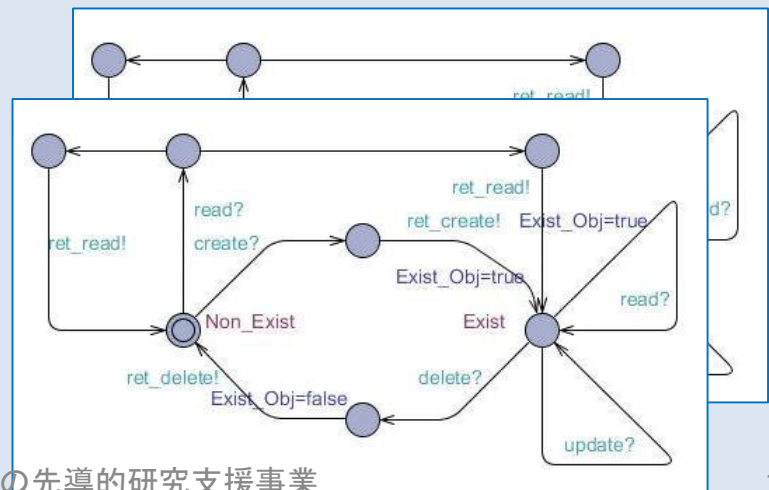 ret_read!
d?
ret_read!
read?
ret_create!
Exist_Obj=true
ret_read!
create?
Exist_Obj=true
read?
Non_Exist
Exist
ret_delete!
delete?
Exist_Obj=false
update?
の先導的研究支援事業